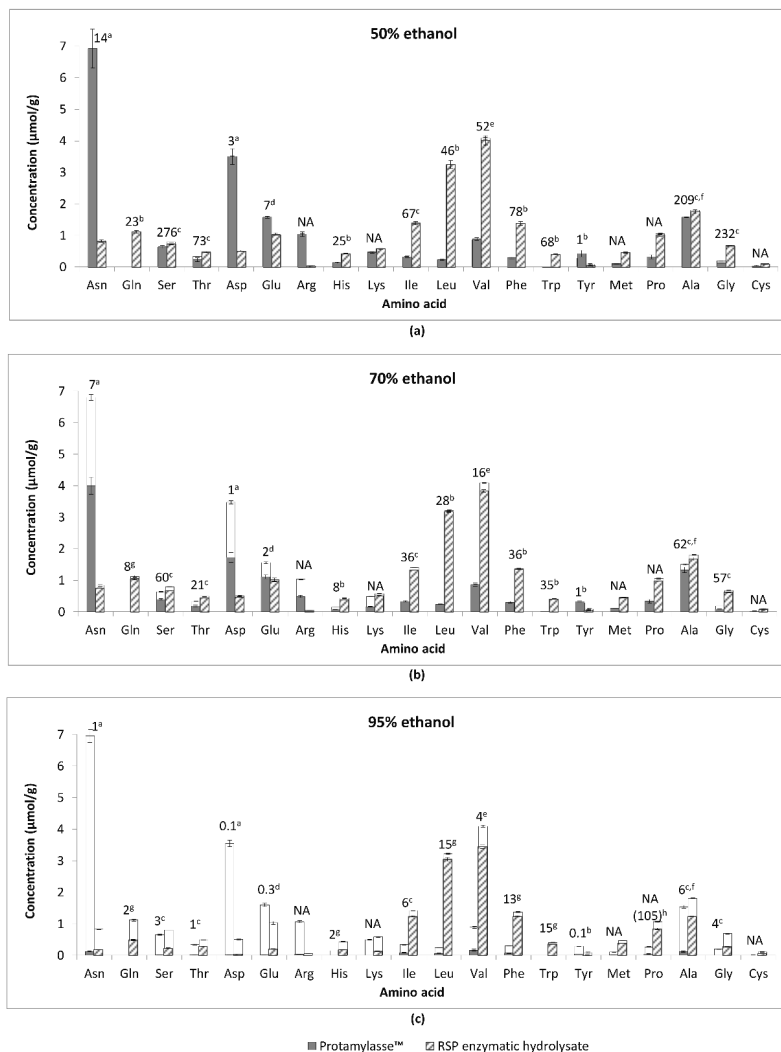 50% ethanol
Concentration (µmol/g)
7
6
5
4
3
2
1
0
14ᵃ
23ᵇ
276ᶜ
73ᶜ
3ᵃ
7ᵈ
NA
25ᵇ
NA
67ᶜ
46ᵇ
52ᵉ
78ᵇ
68ᵇ
1ᵇ
NA
NA
209ᶜ,ᶠ
232ᶜ
NA
Asn Gln Ser Thr Asp Glu Arg His Lys Ile Leu Val Phe Trp Tyr Met Pro Ala Gly Cys
Amino acid
(a)
70% ethanol
Concentration (µmol/g)
7
6
5
4
3
2
1
0
7ᵃ
8ᵍ
60ᶜ
21ᶜ
1ᵃ
2ᵈ
NA
8ᵇ
NA
36ᶜ
28ᵇ
16ᵉ
36ᵇ
35ᵇ
1ᵇ
NA
NA
62ᶜ,ᶠ
57ᶜ
NA
Asn Gln Ser Thr Asp Glu Arg His Lys Ile Leu Val Phe Trp Tyr Met Pro Ala Gly Cys
Amino acid
(b)
95% ethanol
Concentration (µmol/g)
7
6
5
4
3
2
1
0
1ᵃ
2ᵍ
3ᶜ
1ᶜ
0.1ᵃ
0.3ᵈ
NA
2ᵍ
NA
6ᶜ
15ᵍ
4ᵉ
13ᵍ
15ᵍ
0.1ᵇ
NA
NA
(105)ʰ
6ᶜ,ᶠ
4ᶜ
NA
Asn Gln Ser Thr Asp Glu Arg His Lys Ile Leu Val Phe Trp Tyr Met Pro Ala Gly Cys
Amino acid
(c)
Protamylasse™ RSP enzymatic hydrolysate